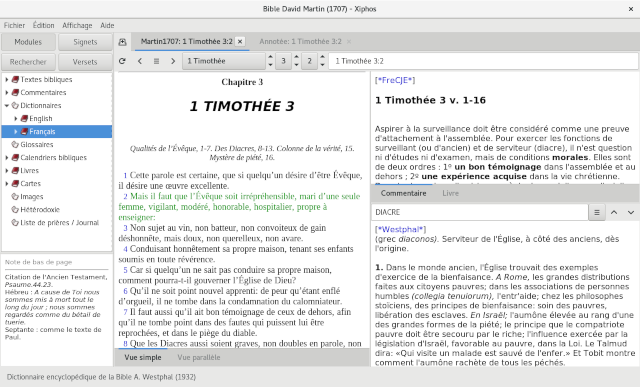 Bible David Martin (1707) - Xiphos
Fichier Édition Affichage Aide
Modules Signets
Rechercher Versets
Textes bibliques
Commentaires
Dictionnaires
English
Français
Glossaires
Calendriers bibliques
Livres
Cartes
Images
Hétérodoxie
Liste de prières / Journal
Note de bas de page
Citation de l'Ancien Testament,
Psaume.44.23.
Hébreu : A cause de Toi nous
sommes mis à mort tout le
long du jour ; nous sommes
regardés comme du bétail de
tuerie.
Septante : comme le texte de
Paul.
Martin1707: 1 Timothée 3:2 Annotée: 1 Timothée 3:2
1 Timothée 3 2 1 Timothée 3:2
Chapitre 3
1 TIMOTHÉE 3
Qualités de l’Évêque, 1-7. Des Diacres, 8-13. Colonne de la vérité, 15.
Mystère de piété, 16.
1 Cette parole est certaine, que si quelqu’un désire d’être Évêque,
il désire une œuvre excellente.
2 Mais il faut que l’Évêque soit irrépréhensible, mari d’une seule
femme, vigilant, modéré, honorable, hospitalier, propre à
enseigner:
3 Non sujet au vin, non batteur, non convoiteux de gain
déshonnête, mais doux, non querelleux, non avare.
4 Conduisant honnêtement sa propre maison, tenant ses enfants
soumis en toute révérence.
5 Car si quelqu’un ne sait pas conduire sa propre maison,
comment pourra-t-il gouverner l’Église de Dieu?
6 Qu’il ne soit point nouvel apprenti: de peur qu’étant enflé
d’orgueil, il ne tombe dans la condamnation du calomniateur.
7 Il faut aussi qu’il ait bon témoignage de ceux de dehors, afin
qu’il ne tombe point dans des fautes qui puissent lui être
reprochées, et dans le piège du diable.
8 Que les Diacres aussi soient graves, non doubles en parole, non
Vue simple Vue parallèle
[*FreCJE*]
1 Timothée 3 v. 1-16
Aspirer à la surveillance doit être considéré comme une preuve
d'attachement à l'assemblée. Pour exercer les fonctions de
surveillant (ou d'ancien) et de serviteur (diacre), il n'est question
ni d'études ni d'examen, mais de conditions morales. Elles sont
de deux ordres : 1º un bon témoignage dans l'assemblée et au
dehors ; 2º une expérience acquise dans la vie chrétienne.
Commentaire Livre
DIACRE
[*Westphal*]
(grec diaconos). Serviteur de l'Église, à côté des anciens, dès
l'origine.
1. Dans le monde ancien, l'Église trouvait des exemples
d'exercice de la bienfaisance. A Rome, les grandes distributions
faites aux citoyens pauvres; dans les associations de personnes
humbles (collegia tenuiorum), l'entr'aide; chez les philosophes
stoïciens, des principes de bienfaisance: soin des pauvres,
libération des esclaves. En Israël; l'aumône élevée au rang d'une
des grandes formes de la piété; le principe que le compatriote
pauvre doit être secouru par le riche; l'influence exercée par la
législation d'Israël, favorable au pauvre, dans la Loi. Le Talmud
dira: «Qui visite un malade est sauvé de l'enfer.» Et Tobit montre
comment l'aumône rachète de tous les péchés.
Dictionnaire encyclopédique de la Bible A. Westphal (1932)